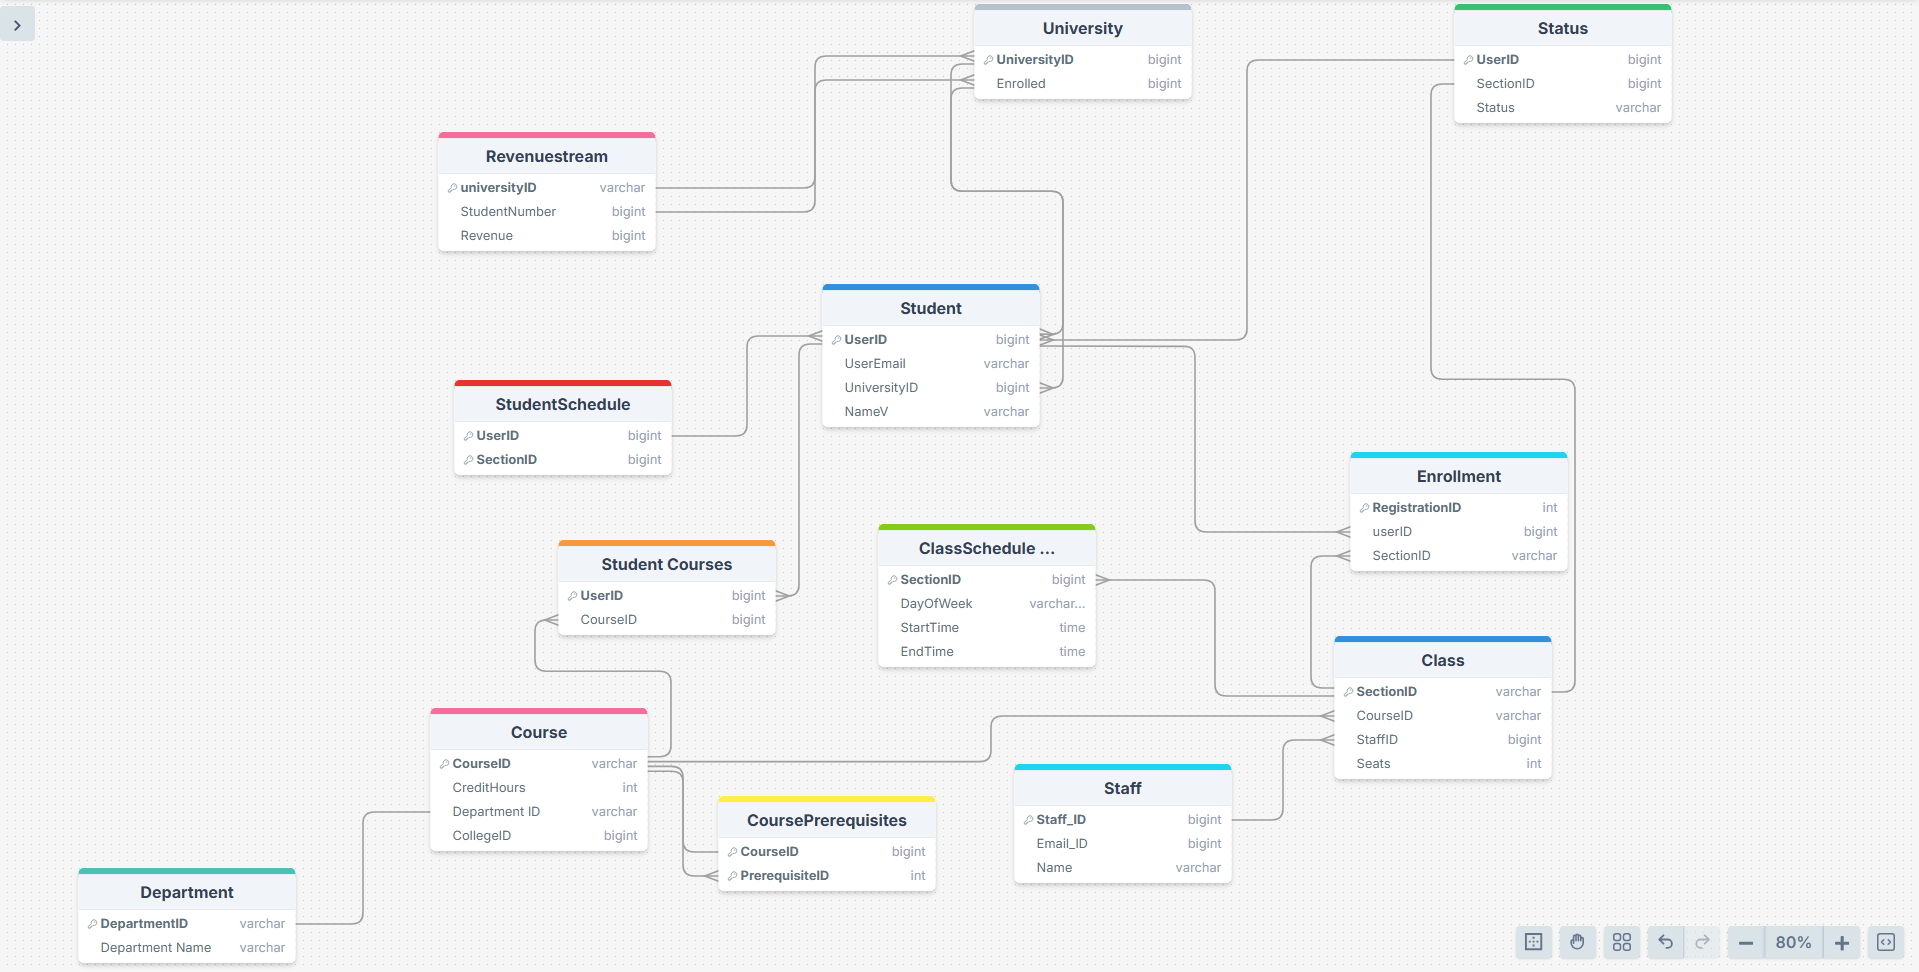 University
UniversityID bigint
Enrolled bigint
Status
UserID bigint
SectionID bigint
Status varchar
Revenuestream
universityID varchar
StudentNumber bigint
Revenue bigint
Student
UserID bigint
UserEmail varchar
UniversityID bigint
NameV varchar
StudentSchedule
UserID bigint
SectionID bigint
Enrollment
RegistrationID int
userID bigint
SectionID varchar
Student Courses
UserID bigint
CourseID bigint
ClassSchedule ...
SectionID bigint
DayOfWeek varchar...
StartTime time
EndTime time
Class
SectionID varchar
CourseID varchar
StaffID bigint
Seats int
Course
CourseID varchar
CreditHours int
Department ID varchar
CollegeID bigint
CoursePrerequisites
CourseID bigint
PrerequisiteID int
Staff
Staff_ID bigint
Email_ID bigint
Name varchar
Department
DepartmentID varchar
Department Name varchar
80%